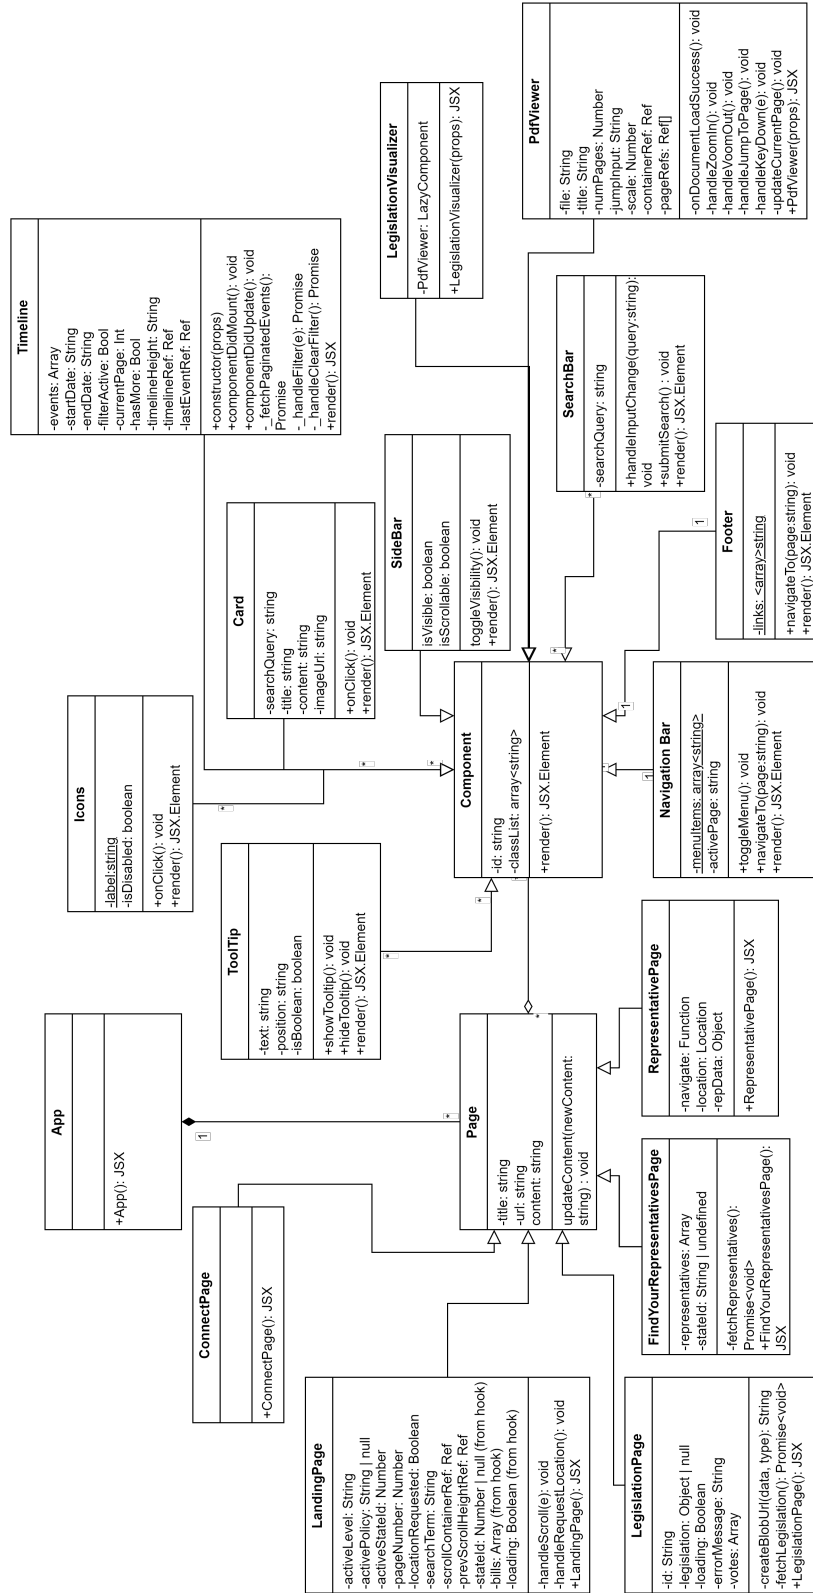 App
+App(): JSX
1
*
ConnectPage
+ConnectPage(): JSX
LandingPage
-activeLevel: String
-activePolicy: String | null
-activeStateId: Number
-pageNumber: Number
-locationRequested: Boolean
-searchTerm: String
-scrollContainerRef: Ref
-prevScrollHeightRef: Ref
-stateId: Number | null (from hook)
-bills: Array (from hook)
-loading: Boolean (from hook)
-handleScroll(e): void
-handleRequestLocation(): void
+LandingPage(): JSX
LegislationPage
-id: String
-legislation: Object | null
-loading: Boolean
-errorMessage: String
-votes: Array
-createBlobUrl(data, type): String
-fetchLegislation(): Promise<void>
+LegislationPage(): JSX
Page
-title: string
-url: string
content: string
updateContent(newContent:
string) : void
*
FindYourRepresentativesPage
-representatives: Array
-stateId: String | undefined
-fetchRepresentatives():
Promise<void>
+FindYourRepresentativesPage():
JSX
RepresentativePage
-navigate: Function
-location: Location
-repData: Object
+RepresentativePage(): JSX
Icons
-label:string
-isDisabled: boolean
+onClick(): void
+render(): JSX.Element
*
ToolTip
-text: string
-position: string
-isBoolean: boolean
+showTooltip(): void
+hideTooltip(): void
+render(): JSX.Element
*
*
Timeline
-events: Array
-startDate: String
-endDate: String
-filterActive: Bool
-currentPage: Int
-hasMore: Bool
-timelineHeight: String
-timelineRef: Ref
-lastEventRef: Ref
+constructor(props)
+componentDidMount(): void
+componentDidUpdate(): void
-_fetchPaginatedEvents():
Promise
-_handleFilter(e): Promise
-_handleClearFilter(): Promise
+render(): JSX
Card
-searchQuery: string
-title: string
-content: string
-imageUrl: string
+onClick(): void
+render(): JSX.Element
*
*
SideBar
isVisible: boolean
isScrollable: boolean
toggleVisibility(): void
+render(): JSX.Element
Component
-id: string
-classList: array<string>
+render(): JSX.Element
LegislationVisualizer
-PdfViewer: LazyComponent
+LegislationVisualizer(props): JSX
PdfViewer
-file: String
-title: String
-numPages: Number
-jumpInput: String
-scale: Number
-containerRef: Ref
-pageRefs: Ref[]
-onDocumentLoadSuccess(): void
-handleZoomIn(): void
-handleVoomOut(): void
-handleJumpToPage(): void
-handleKeyDown(e): void
-updateCurrentPage(): void
+PdfViewer(props): JSX
SearchBar
-searchQuery: string
+handleInputChange(query:string):
void
+submitSearch() : void
+render(): JSX.Element
*
*
Footer
-links: <array>string
+navigateTo(page:string): void
+render(): JSX.Element
1
1
Navigation Bar
-menuItems: array<string>
-activePage: string
+toggleMenu(): void
+navigateTo(page:string): void
+render(): JSX.Element
1